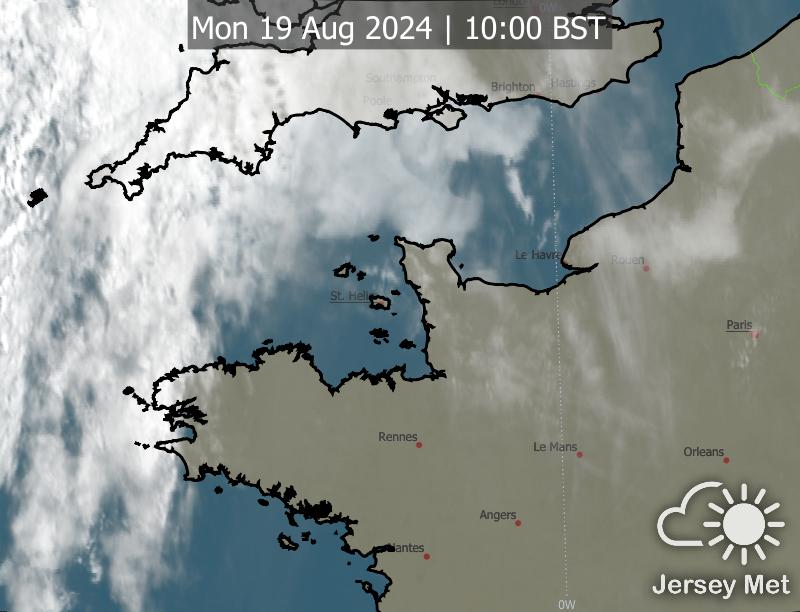 London
0W
Mon 19 Aug 2024 | 10:00 BST
Southampton
Brighton
Hastings
Poole
Le Havre
Rouen
St. Helier
Paris
Rennes
Le Mans
Orleans
Angers
Nantes
Jersey Met
0W